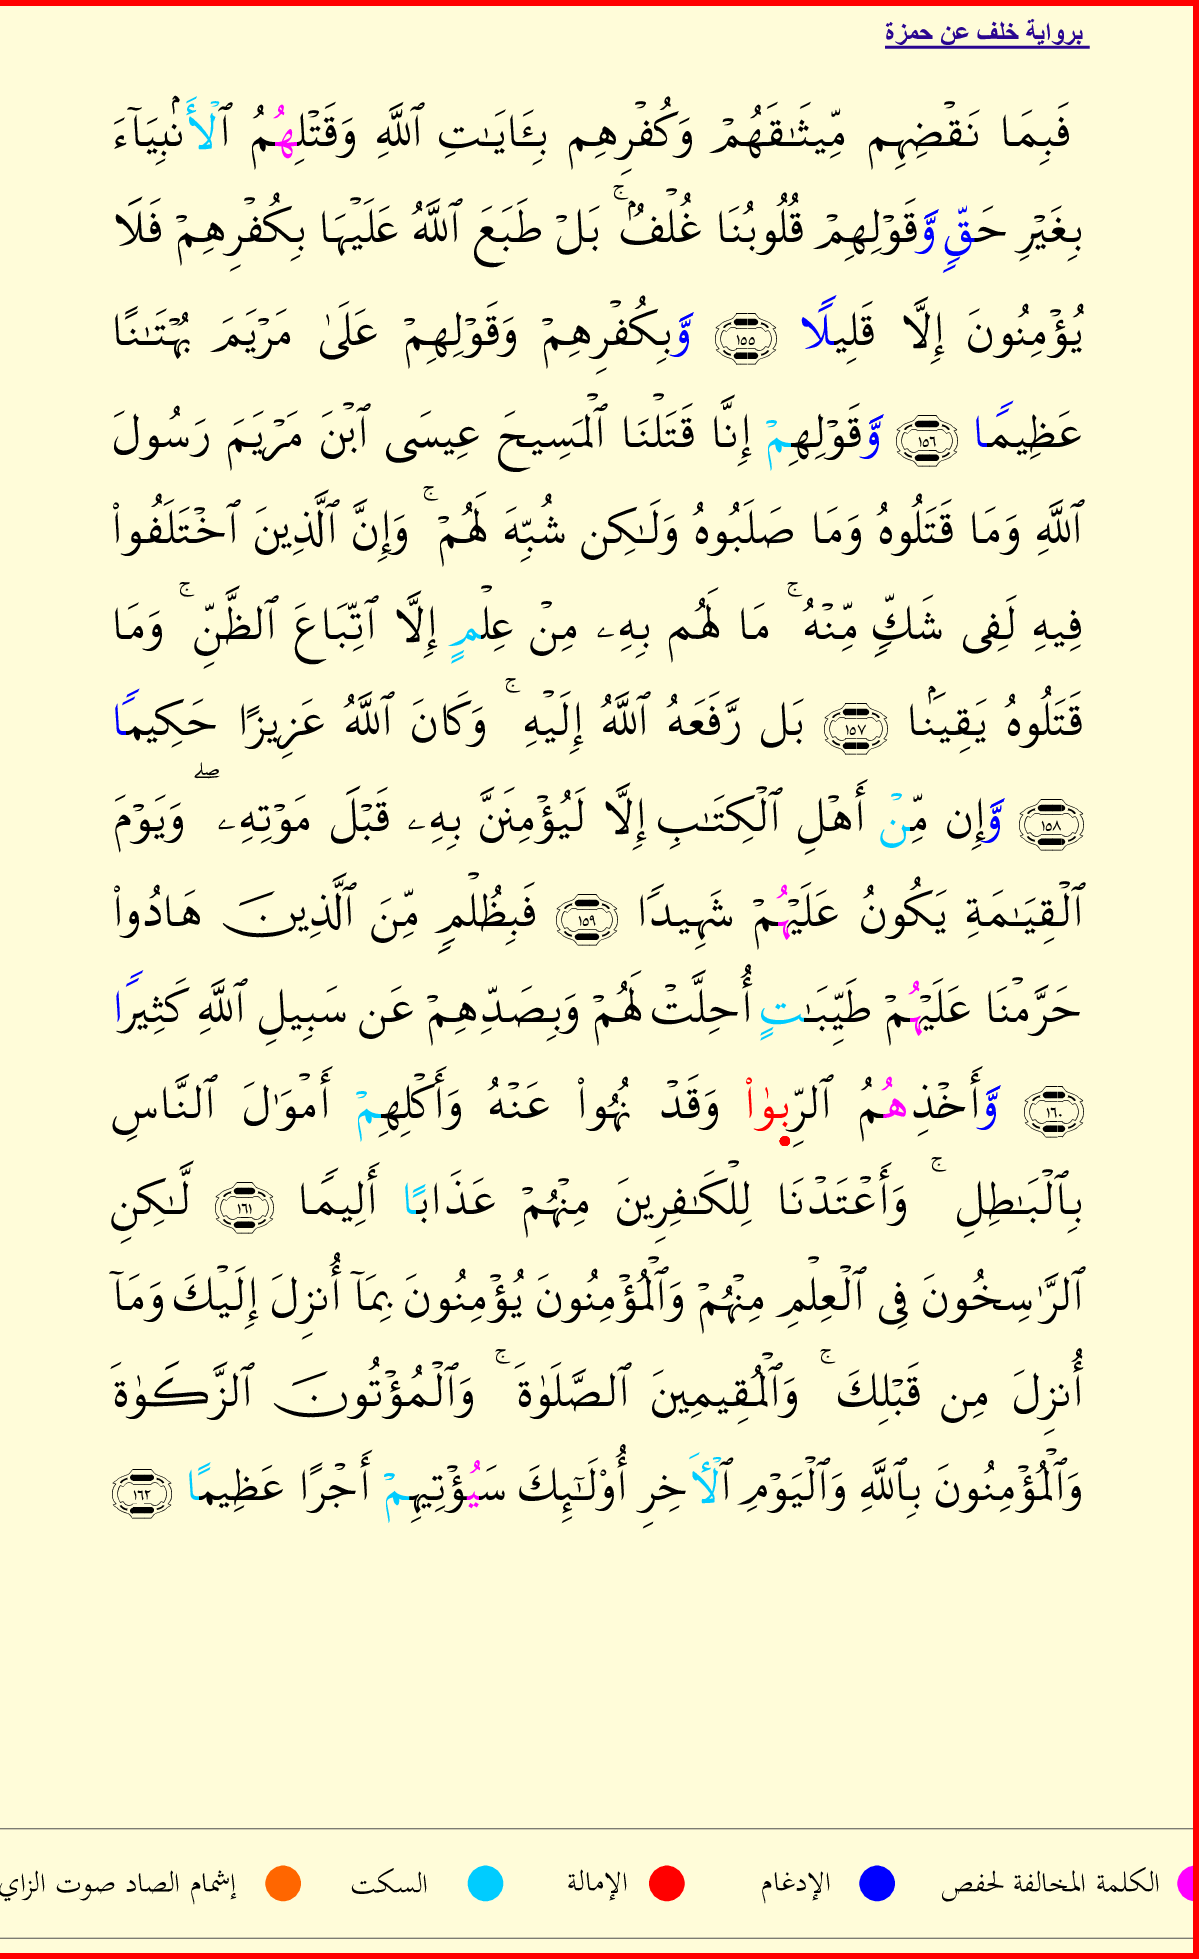 برواية خلف عن حمزة
فَبِمَا نَقْضِهِم مِّيثَٰقَهُمْ وَكُفْرِهِم بِـَٔايَٰتِ ٱللَّهِ وَقَتْلِهُمُ ٱلْأَنۢبِيَآءَ
بِغَيْرِ حَقٍّ وَّقَوْلِهِمْ قُلُوبُنَا غُلْفٌۢ ۚ بَلْ طَبَعَ ٱللَّهُ عَلَيْهَا بِكُفْرِهِمْ فَلَا
يُؤْمِنُونَ إِلَّا قَلِيلًا ١٥٥ وَّبِكُفْرِهِمْ وَقَوْلِهِمْ عَلَىٰ مَرْيَمَ بُهْتَٰنًا
عَظِيمًا ١٥٦ وَّقَوْلِهِمْ إِنَّا قَتَلْنَا ٱلْمَسِيحَ عِيسَى ٱبْنَ مَرْيَمَ رَسُولَ
ٱللَّهِ وَمَا قَتَلُوهُ وَمَا صَلَبُوهُ وَلَٰكِن شُبِّهَ لَهُمْ ۚ وَإِنَّ ٱلَّذِينَ ٱخْتَلَفُوا۟
فِيهِ لَفِى شَكٍّ مِّنْهُ ۚ مَا لَهُم بِهِۦ مِنْ عِلْمٍ إِلَّا ٱتِّبَاعَ ٱلظَّنِّ ۚ وَمَا
قَتَلُوهُ يَقِينَۢا ١٥٧ بَل رَّفَعَهُ ٱللَّهُ إِلَيْهِ ۚ وَكَانَ ٱللَّهُ عَزِيزًا حَكِيمًا
١٥٨ وَّإِن مِّنْ أَهْلِ ٱلْكِتَٰبِ إِلَّا لَيُؤْمِنَنَّ بِهِۦ قَبْلَ مَوْتِهِۦ ۖ وَيَوْمَ
ٱلْقِيَٰمَةِ يَكُونُ عَلَيْهُمْ شَهِيدًا ١٥٩ فَبِظُلْمٍ مِّنَ ٱلَّذِينَ هَادُوا۟
حَرَّمْنَا عَلَيْهُمْ طَيِّبَٰتٍ أُحِلَّتْ لَهُمْ وَبِصَدِّهِمْ عَن سَبِيلِ ٱللَّهِ كَثِيرًا
١٦٠ وَّأَخْذِهُمُ ٱلرِّبَوٰا۟ وَقَدْ نُهُوا۟ عَنْهُ وَأَكْلِهِمْ أَمْوَٰلَ ٱلنَّاسِ
بِٱلْبَٰطِلِ ۚ وَأَعْتَدْنَا لِلْكَٰفِرِينَ مِنْهُمْ عَذَابًا أَلِيمًا ١٦١ لَّٰكِنِ
ٱلرَّٰسِخُونَ فِى ٱلْعِلْمِ مِنْهُمْ وَٱلْمُؤْمِنُونَ يُؤْمِنُونَ بِمَآ أُنزِلَ إِلَيْكَ وَمَآ
أُنزِلَ مِن قَبْلِكَ ۚ وَٱلْمُقِيمِينَ ٱلصَّلَوٰةَ ۚ وَٱلْمُؤْتُونَ ٱلزَّكَوٰةَ
وَٱلْمُؤْمِنُونَ بِٱللَّهِ وَٱلْيَوْمِ ٱلْأَخِرِ أُو۟لَٰٓئِكَ سَيُؤْتِيهِمْ أَجْرًا عَظِيمًا ١٦٢
الكلمة المخالفة لحفص الإدغام الإمالة السكت إشمام الصاد صوت الزاي